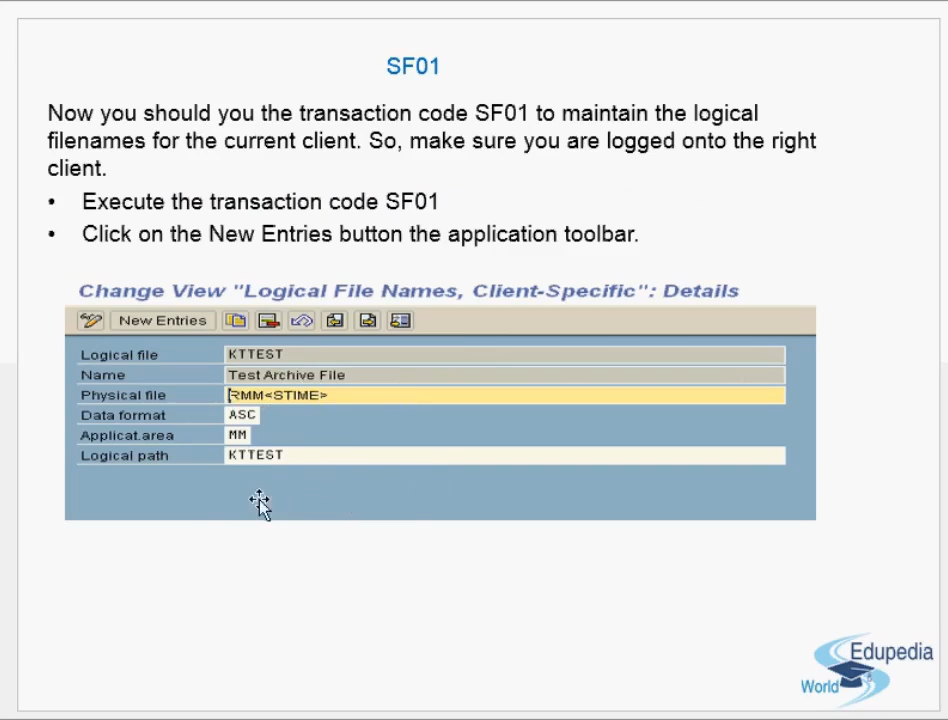 SF01
Now you should you the transaction code SF01 to maintain the logical
filenames for the current client. So, make sure you are logged onto the right
client.
• Execute the transaction code SF01
• Click on the New Entries button the application toolbar.
Change View "Logical File Names, Client-Specific": Details
New Entries
Logical file KTTEST
Name Test Archive File
Physical file RMM<STIME>
Data format ASC
Applicat.area MM
Logical path KTTEST
Edupedia
World